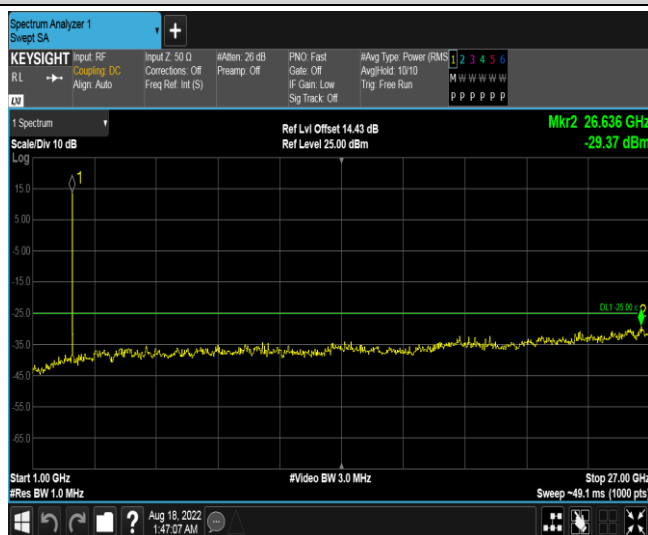 Spectrum Analyzer 1
Swept SA
+
KEYSIGHT
R L
LXI
Input: RF
Coupling: DC
Align: Auto
Input Z: 50 Ω
Corrections: Off
Freq Ref: Int (S)
#Atten: 26 dB
Preamp: Off
PNO: Fast
Gate: Off
IF Gain: Low
Sig Track: Off
#Avg Type: Power (RMS
Avg|Hold: 10/10
Trig: Free Run
1 2 3 4 5 6
M W W W W W
P P P P P P
1 Spectrum
Scale/Div 10 dB
Ref Lvl Offset 14.43 dB
Ref Level 25.00 dBm
Mkr2 26.636 GHz
-29.37 dBm
Log
1
15.0
5.00
-5.00
-15.0
DL1 -25.00
2
-35.0
-45.0
-55.0
-65.0
Start 1.00 GHz
#Res BW 1.0 MHz
#Video BW 3.0 MHz
Stop 27.00 GHz
Sweep ~49.1 ms (1000 pts)
?
Aug 18, 2022
1:47:07 AM